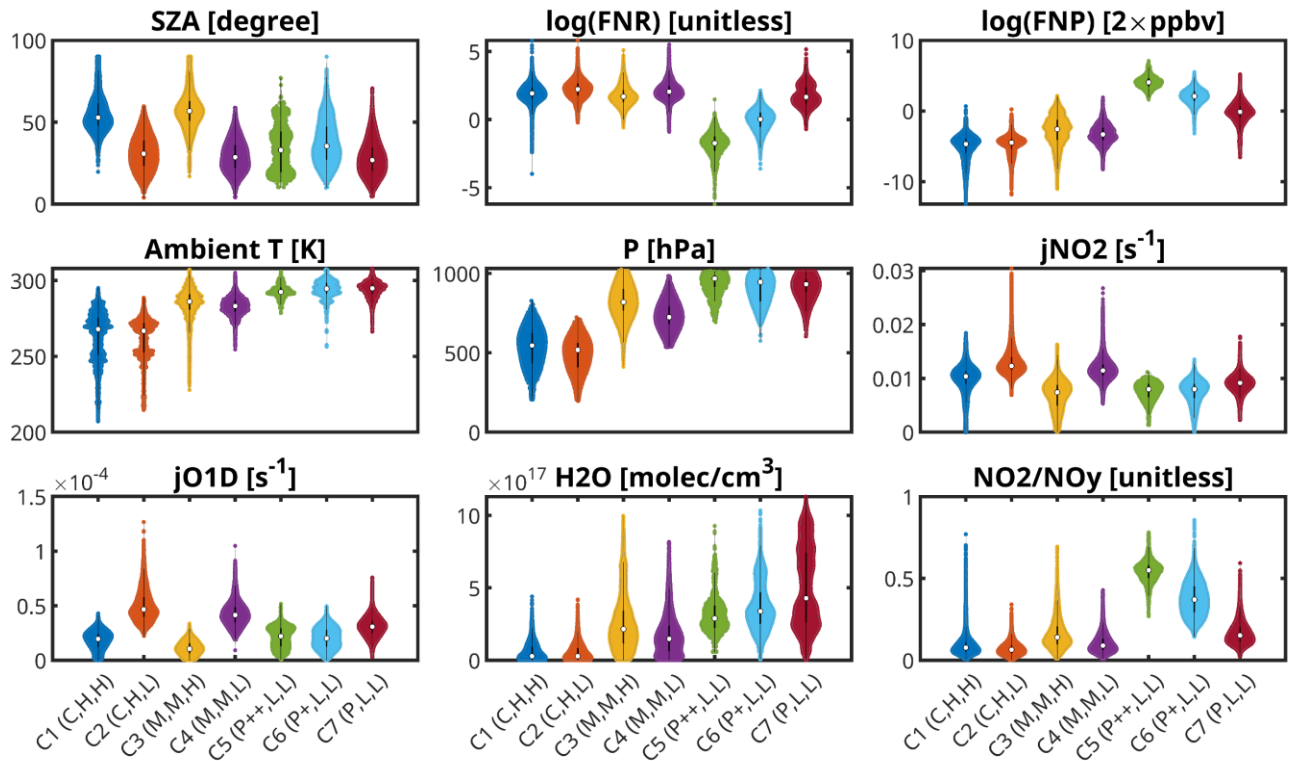 SZA [degree]
log(FNR) [unitless]
log(FNP) [2×ppbv]
100
50
0
5
0
-5
10
0
-10
Ambient T [K]
P [hPa]
jNO2 [s⁻¹]
300
250
200
1000
500
0
0.03
0.02
0.01
0
jO1D [s⁻¹]
H2O [molec/cm³]
NO2/NOy [unitless]
×10⁻⁴
1.5
1
0.5
0
×10¹⁷
10
5
0
1
0.5
0
C1 (C,H,H)
C2 (C,H,L)
C3 (M,M,H)
C4 (M,M,L)
C5 (P++,L,L)
C6 (P+,L,L)
C7 (P,L,L)
C1 (C,H,H)
C2 (C,H,L)
C3 (M,M,H)
C4 (M,M,L)
C5 (P++,L,L)
C6 (P+,L,L)
C7 (P,L,L)
C1 (C,H,H)
C2 (C,H,L)
C3 (M,M,H)
C4 (M,M,L)
C5 (P++,L,L)
C6 (P+,L,L)
C7 (P,L,L)